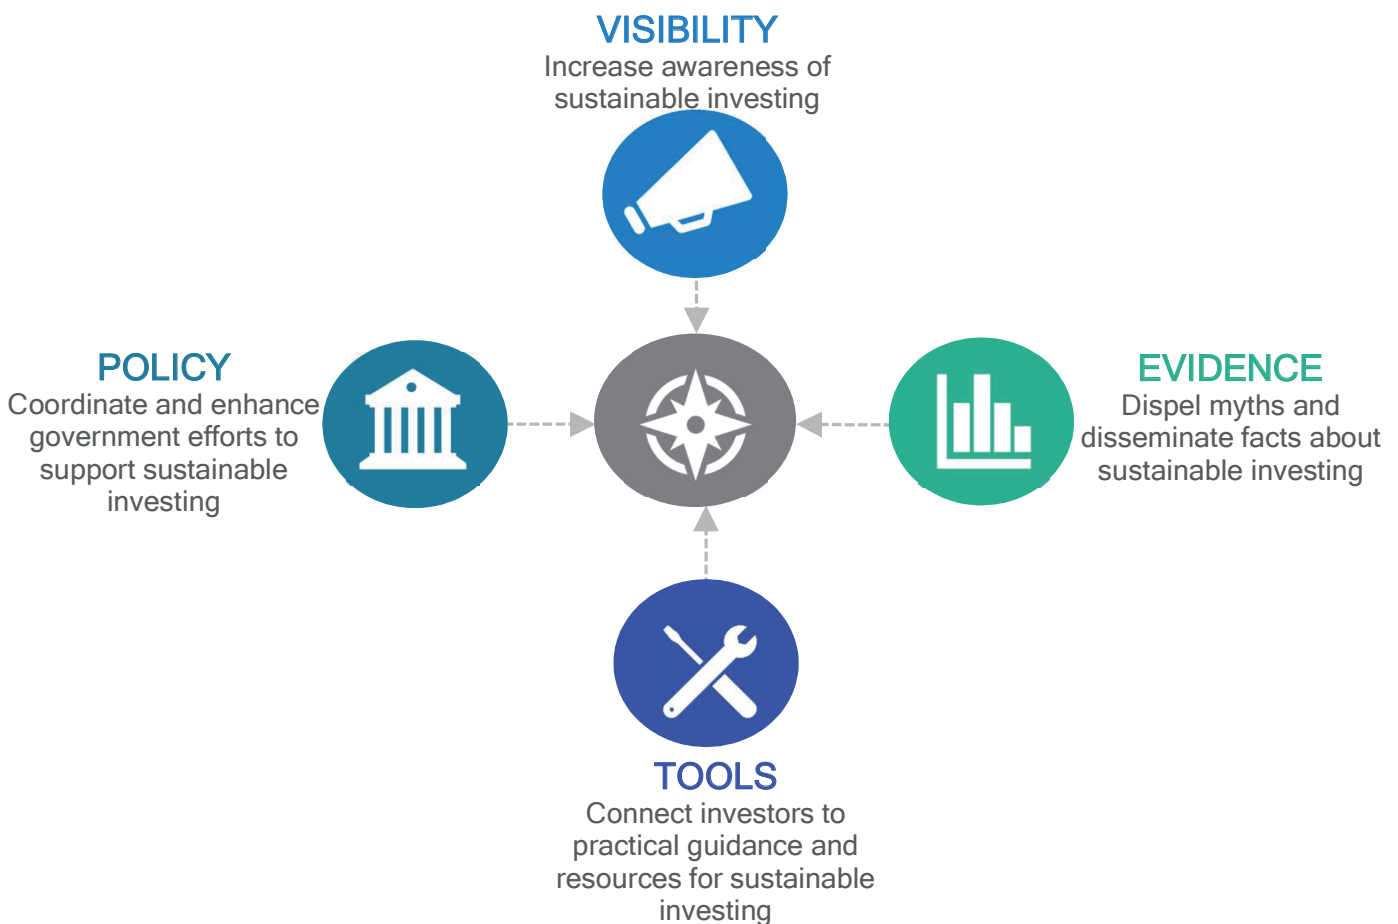 VISIBILITY
Increase awareness of
sustainable investing
POLICY
Coordinate and enhance
government efforts to
support sustainable
investing
EVIDENCE
Dispel myths and
disseminate facts about
sustainable investing
TOOLS
Connect investors to
practical guidance and
resources for sustainable
investing